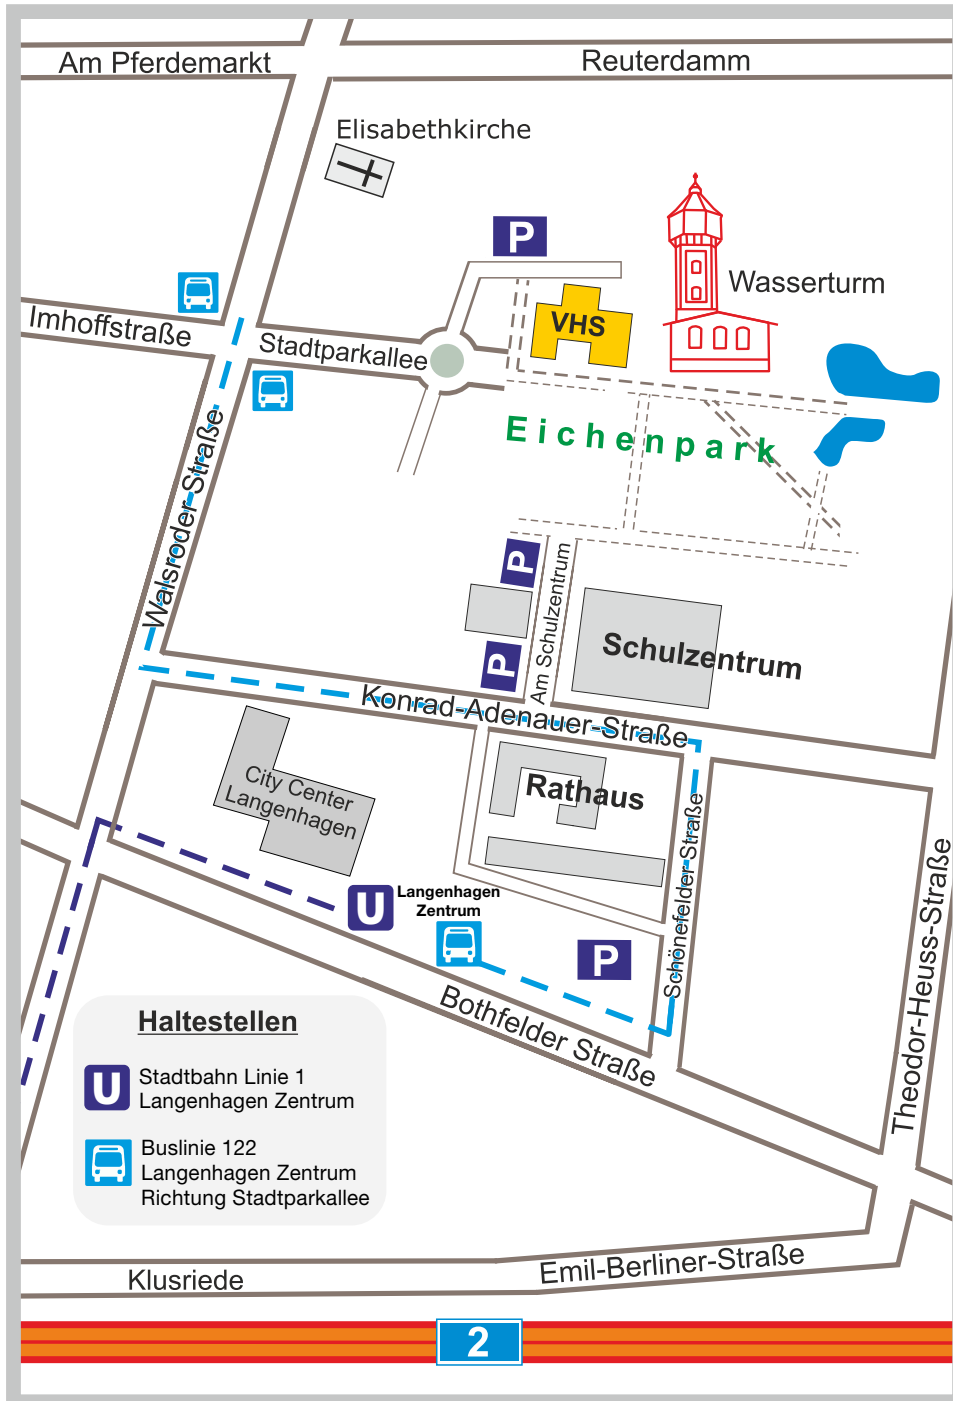 Am Pferdemarkt
Reuterdamm
Elisabethkirche
P
Wasserturm
Imhoffstraße
VHS
Stadtparkallee
Eichenpark
Walsroder Straße
P
Am Schulzentrum
Schulzentrum
P
Konrad-Adenauer-Straße
City Center
Langenhagen
Rathaus
Schönefelder Straße
Theodor-Heuss-Straße
U
Langenhagen
Zentrum
P
Bothfelder Straße
Haltestellen
U
Stadtbahn Linie 1
Langenhagen Zentrum
Buslinie 122
Langenhagen Zentrum
Richtung Stadtparkallee
Klusriede
Emil-Berliner-Straße
2